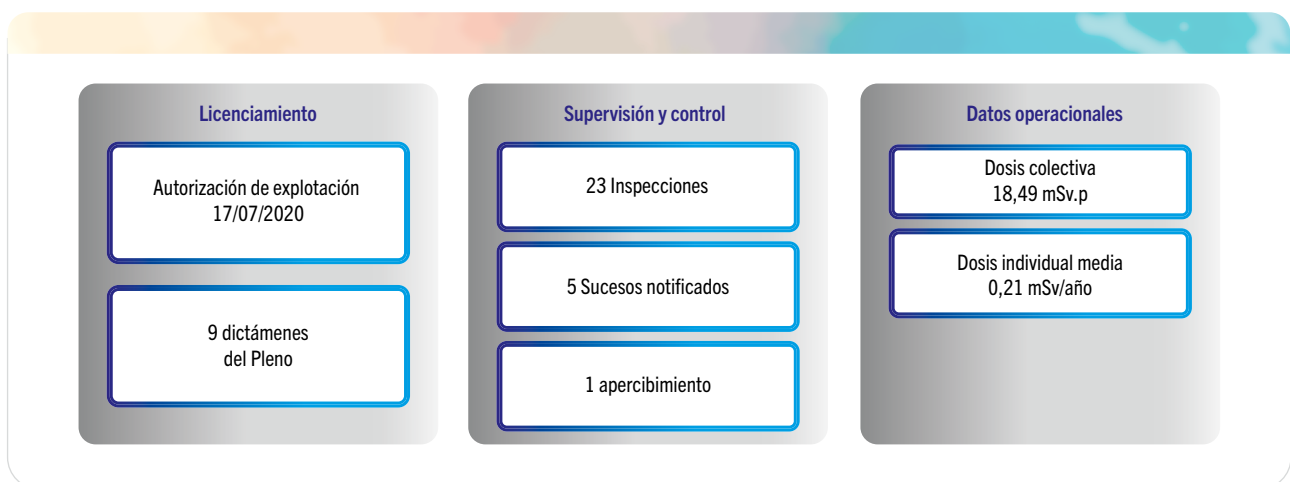 Licenciamiento
Autorización de explotación
17/07/2020
9 dictámenes
del Pleno
Supervisión y control
23 Inspecciones
5 Sucesos notificados
1 apercibimiento
Datos operacionales
Dosis colectiva
18,49 mSv.p
Dosis individual media
0,21 mSv/año